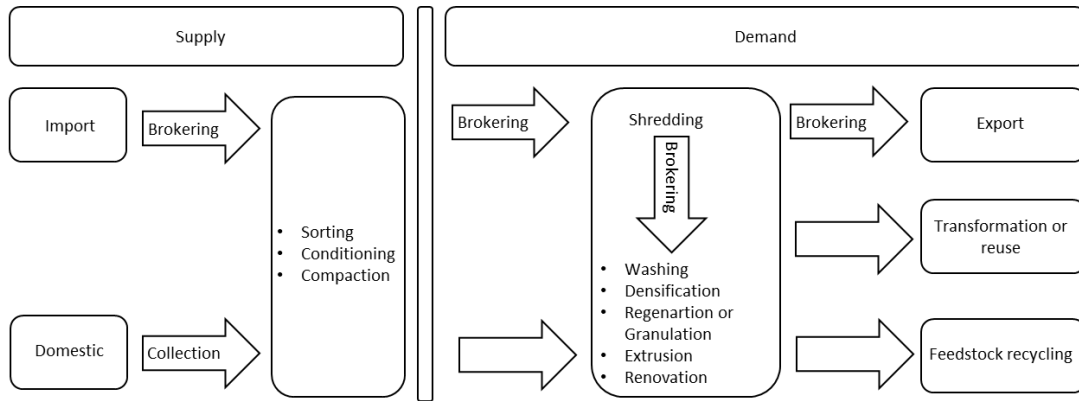 Supply
Demand
Import
Brokering
Brokering
Shredding
Brokering
Brokering
Export
• Sorting
• Conditioning
• Compaction
Transformation or
reuse
• Washing
• Densification
• Regenartion or
Granulation
• Extrusion
• Renovation
Domestic
Collection
Feedstock recycling